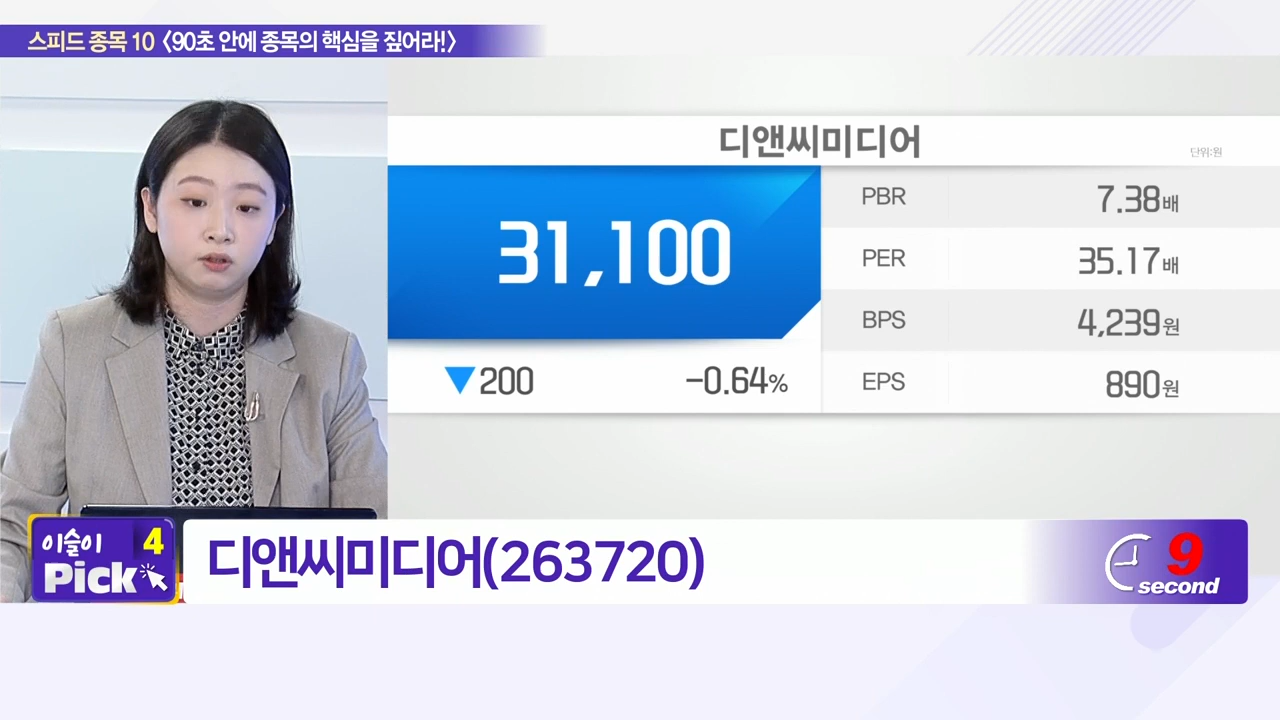 스피드 종목 10 <90초 안에 종목의 핵심을 짚어라!>
디앤씨미디어
단위:원
31,100
▼200 -0.64%
PBR 7.38배
PER 35.17배
BPS 4,239원
EPS 890원
이슬이 4
Pick
디앤씨미디어(263720)
9
second